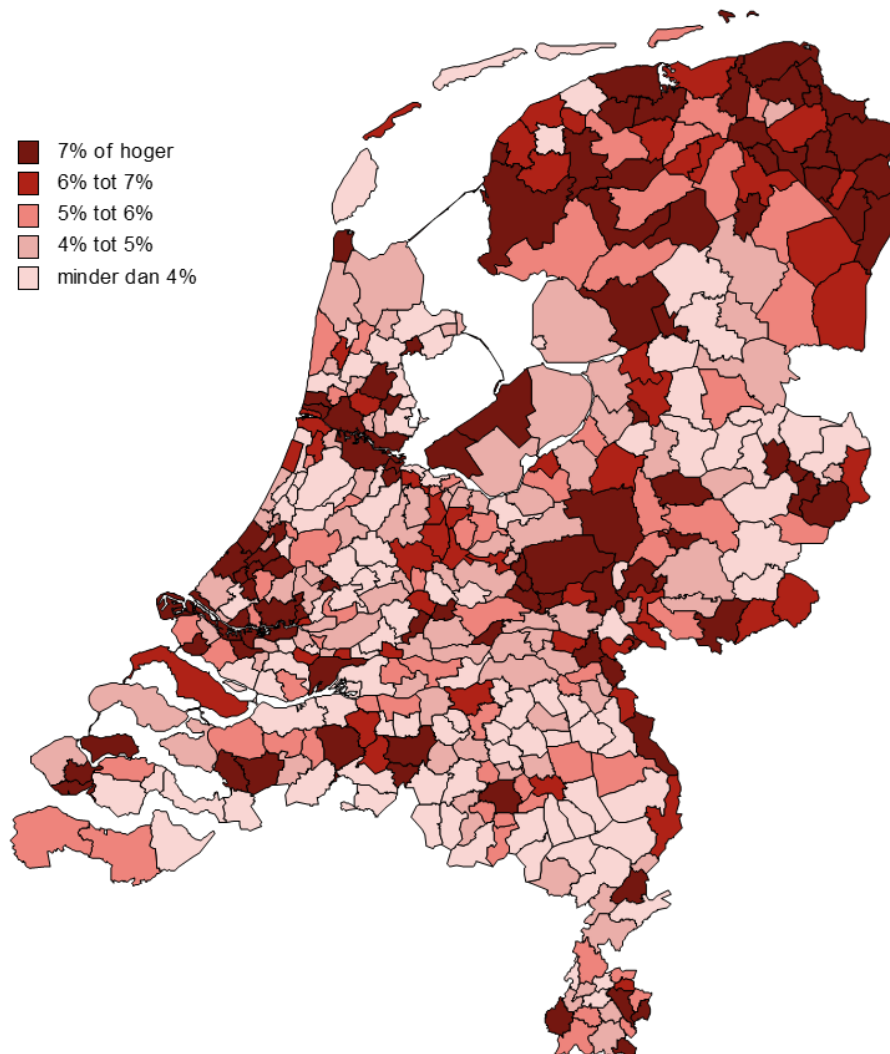 7% of hoger
6% tot 7%
5% tot 6%
4% tot 5%
minder dan 4%